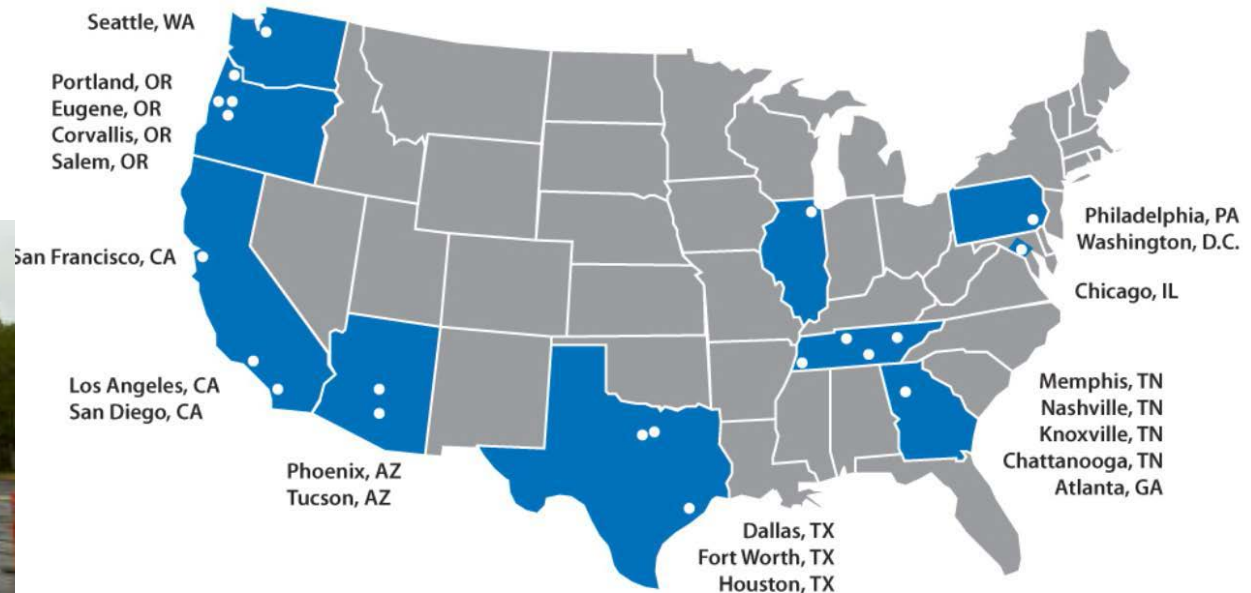 Seattle, WA
Portland, OR
Eugene, OR
Corvallis, OR
Salem, OR
San Francisco, CA
Los Angeles, CA
San Diego, CA
Phoenix, AZ
Tucson, AZ
Dallas, TX
Fort Worth, TX
Houston, TX
Philadelphia, PA
Washington, D.C.
Chicago, IL
Memphis, TN
Nashville, TN
Knoxville, TN
Chattanooga, TN
Atlanta, GA